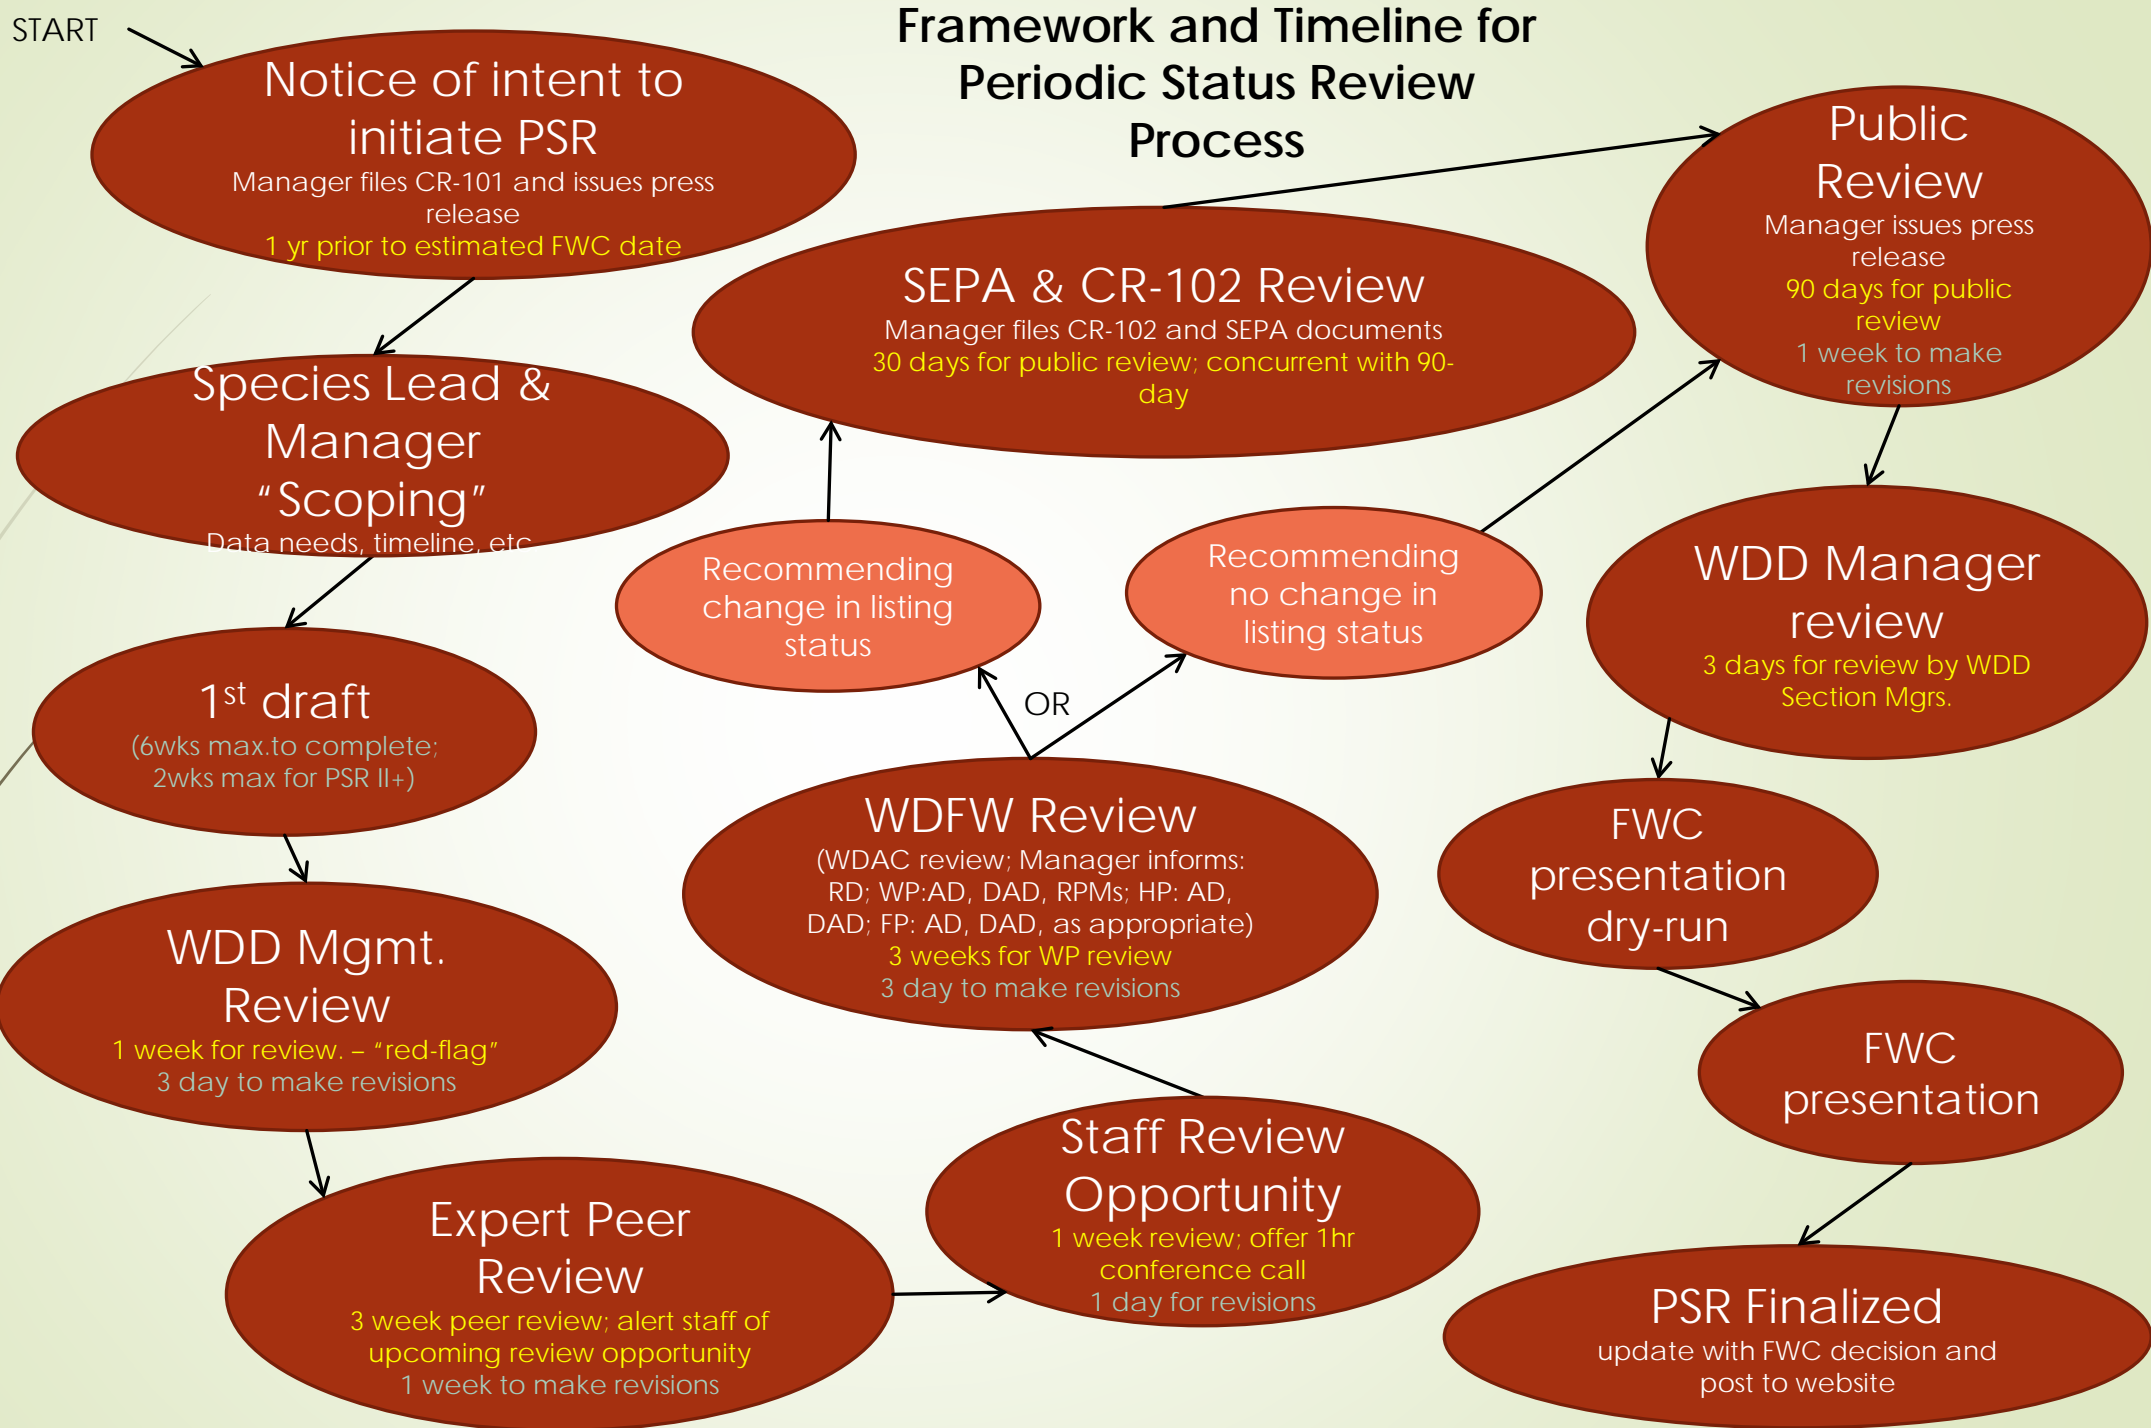 START
Framework and Timeline for
Periodic Status Review
Process
Notice of intent to
initiate PSR
Manager files CR-101 and issues press
release
1 yr prior to estimated FWC date
Species Lead &
Manager
“Scoping”
Data needs, timeline, etc
1st draft
(6wks max.to complete;
2wks max for PSR II+)
WDD Mgmt.
Review
1 week for review. – “red-flag”
3 day to make revisions
Expert Peer
Review
3 week peer review; alert staff of
upcoming review opportunity
1 week to make revisions
Staff Review
Opportunity
1 week review; offer 1hr
conference call
1 day for revisions
WDFW Review
(WDAC review; Manager informs:
RD; WP:AD, DAD, RPMs; HP: AD,
DAD; FP: AD, DAD, as appropriate)
3 weeks for WP review
3 day to make revisions
OR
Recommending
change in listing
status
Recommending
no change in
listing status
SEPA & CR-102 Review
Manager files CR-102 and SEPA documents
30 days for public review; concurrent with 90-
day
Public
Review
Manager issues press
release
90 days for public
review
1 week to make
revisions
WDD Manager
review
3 days for review by WDD
Section Mgrs.
FWC
presentation
dry-run
FWC
presentation
PSR Finalized
update with FWC decision and
post to website